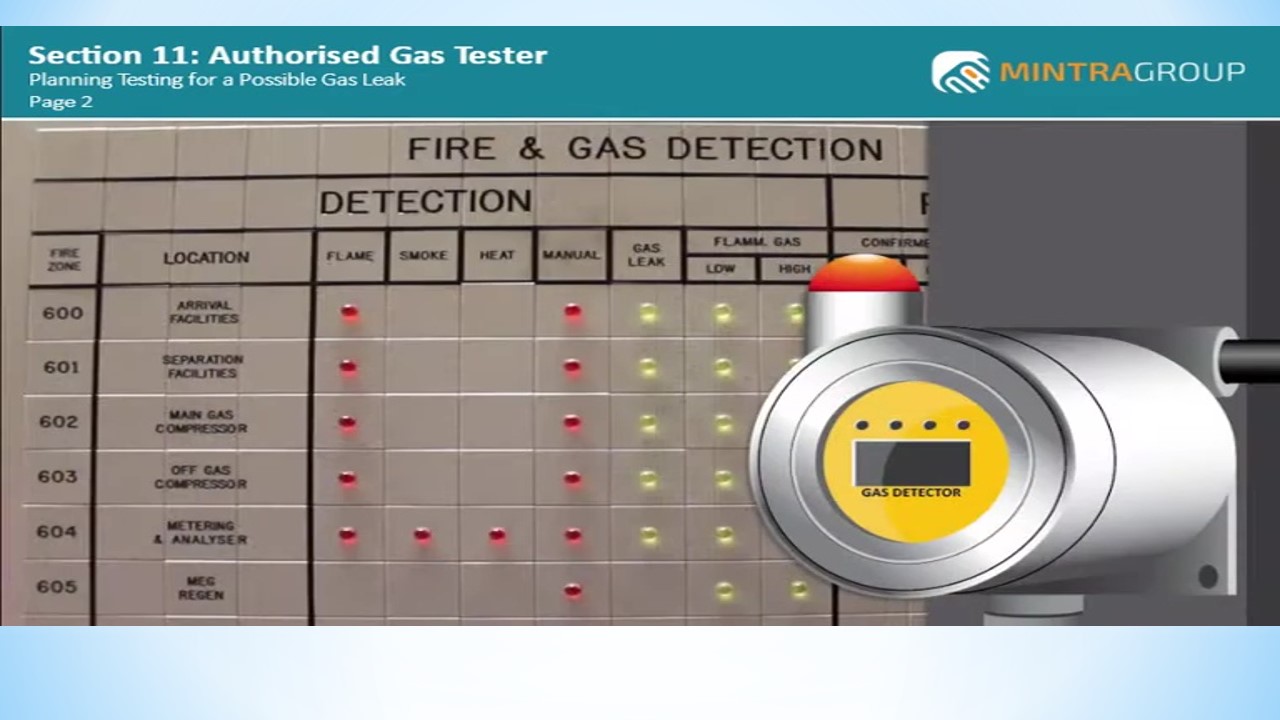 Section 11: Authorised Gas Tester
Planning Testing for a Possible Gas Leak
Page 2
MINTRAGROUP
FIRE & GAS DETECTION
DETECTION
FIRE
ZONE
LOCATION
FLAME
SMOKE
HEAT
MANUAL
GAS
LEAK
FLAMM. GAS
LOW
HIGH
600
ARRIVAL
FACILITIES
601
SEPARATION
FACILITIES
602
MAIN GAS
COMPRESSOR
603
OFF GAS
COMPRESSOR
604
METERING
& ANALYSER
605
MEG
REGEN
GAS DETECTOR